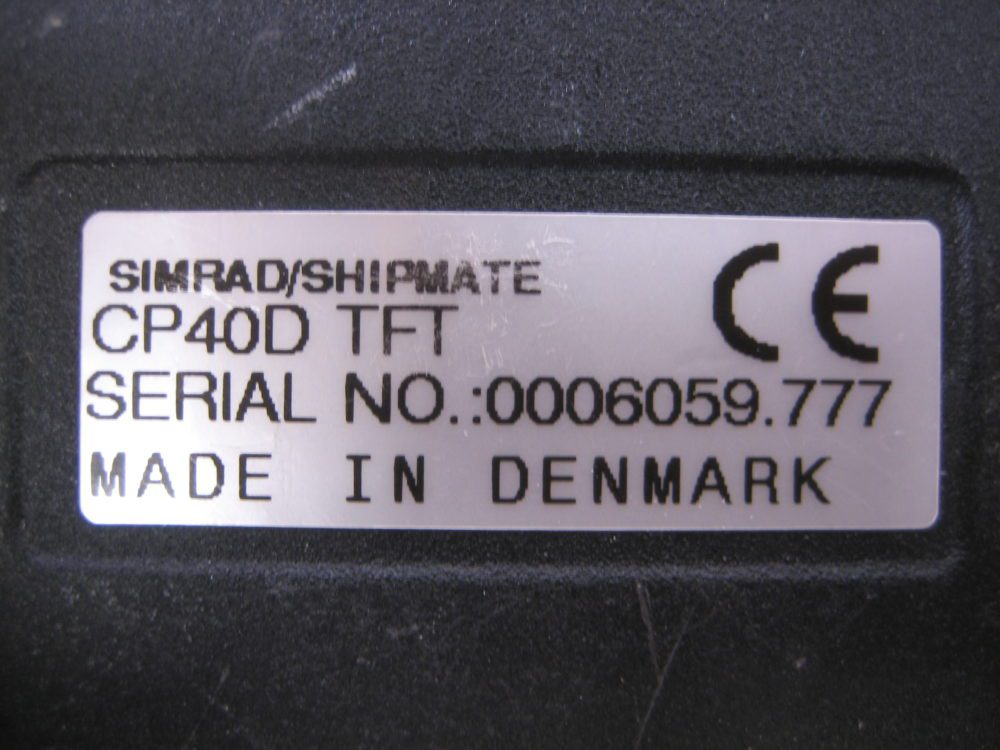 SIMRAD/SHIPMATE
CE
CP40D TFT
SERIAL NO.:0006059.777
MADE IN DENMARK